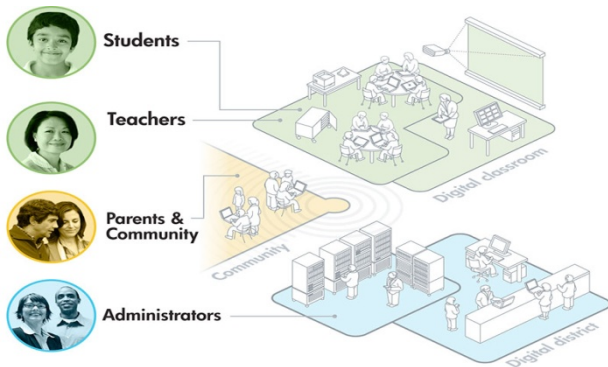 Students
Teachers
Digital classroom
Parents &
Community
Community
Administrators
Digital district